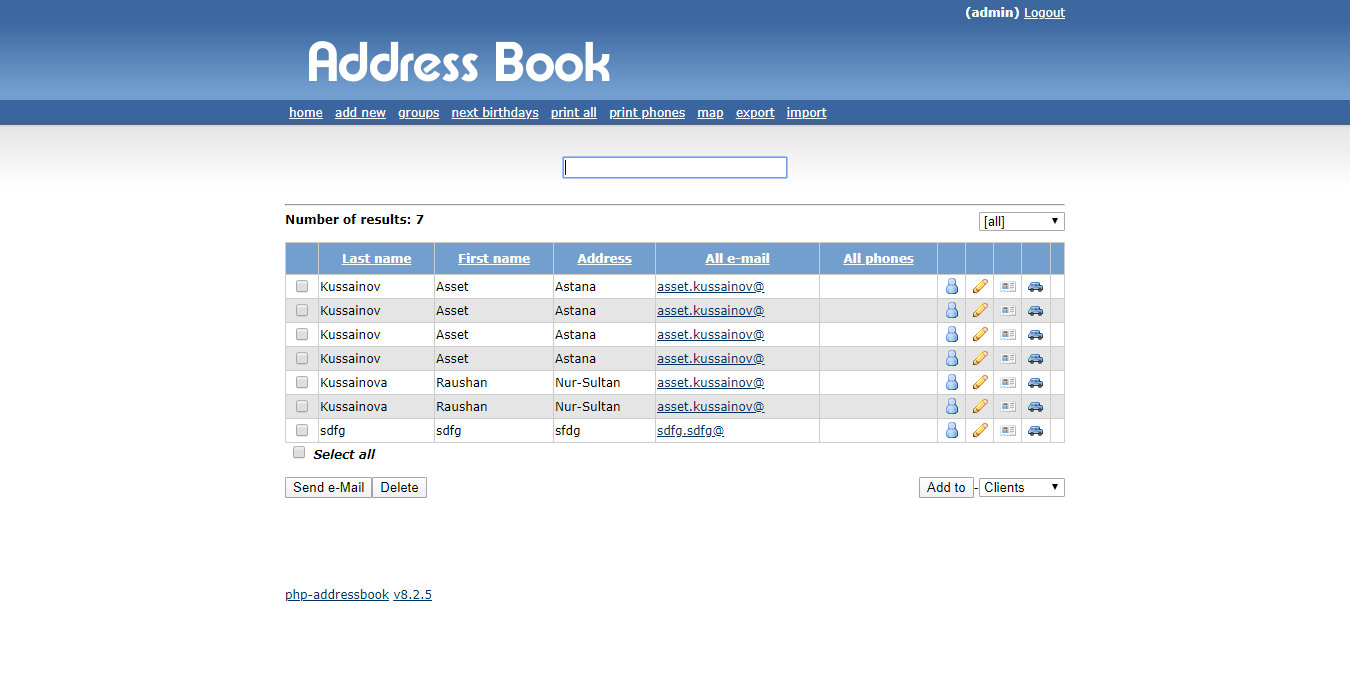 (admin) Logout
Address Book
home add new groups next birthdays print all print phones map export import
Number of results: 7
[all]
Last name First name Address All e-mail All phones
Kussainov Asset Astana asset.kussainov@
Kussainov Asset Astana asset.kussainov@
Kussainov Asset Astana asset.kussainov@
Kussainov Asset Astana asset.kussainov@
Kussainova Raushan Nur-Sultan asset.kussainov@
Kussainova Raushan Nur-Sultan asset.kussainov@
sdfg sdfg sfdg sdfg.sdfg@
Select all
Send e-Mail Delete Add to - Clients
php-addressbook v8.2.5